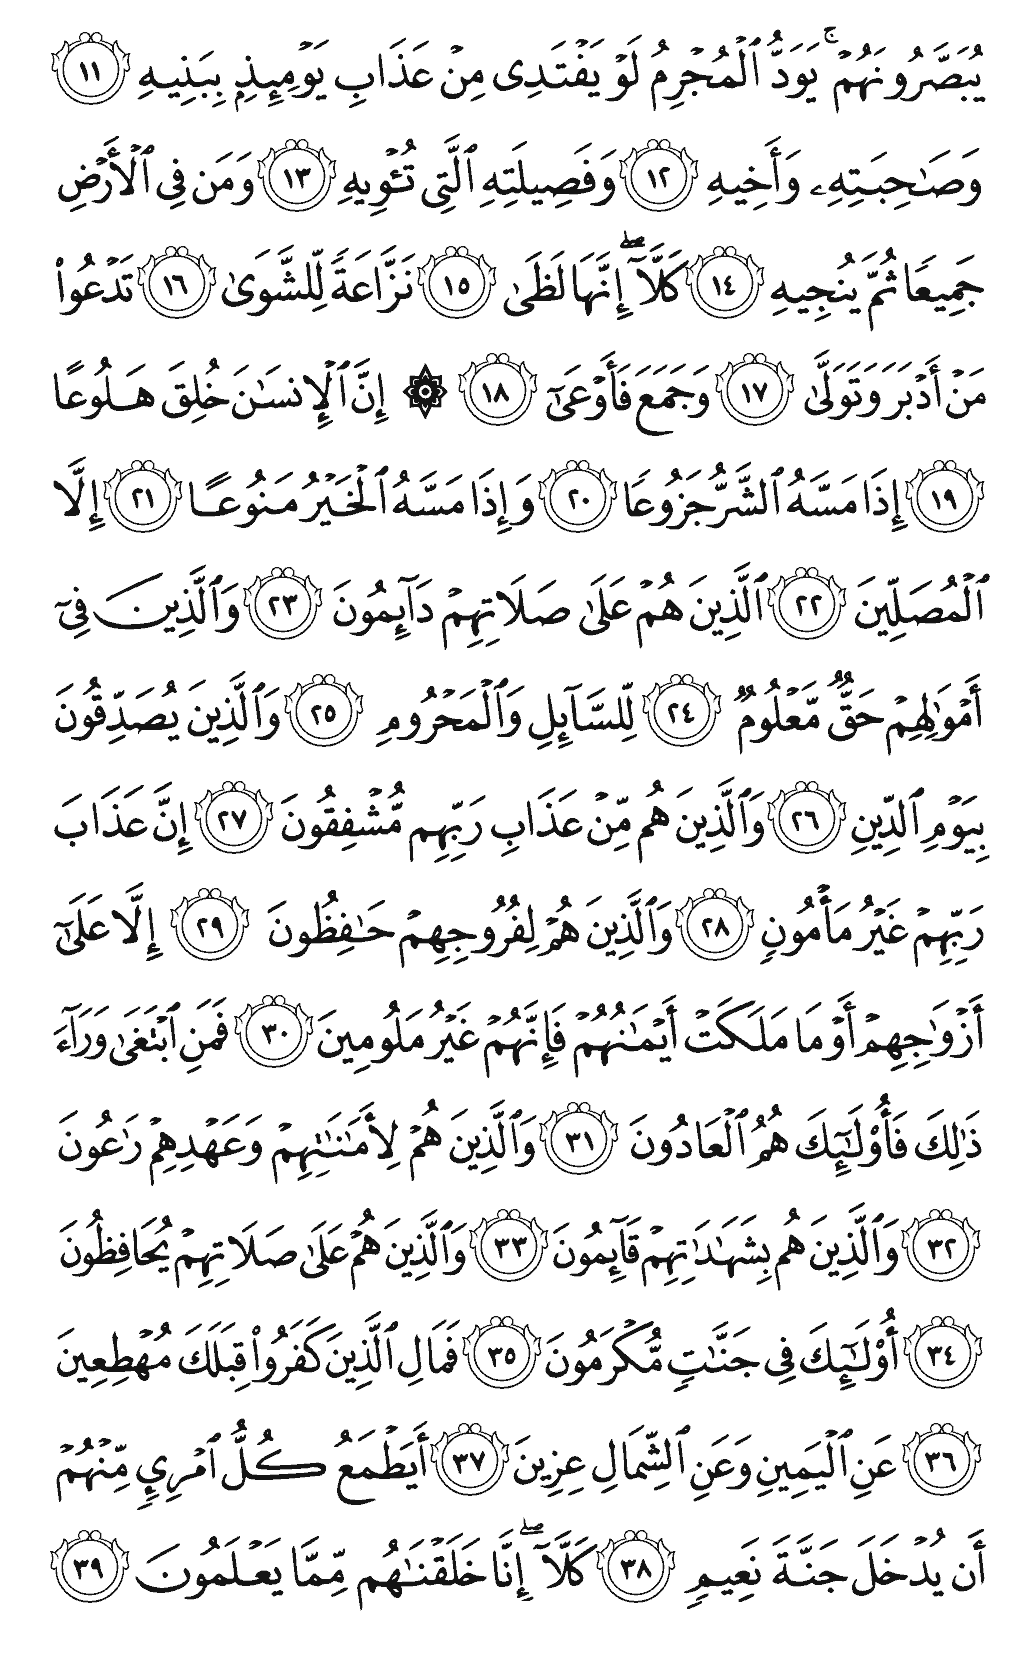 يُبَصَّرُونَهُمْ ۚ يَوَدُّ ٱلْمُجْرِمُ لَوْ يَفْتَدِى مِنْ عَذَابِ يَوْمِئِذٍۭ بِبَنِيهِ ١١
وَصَـٰحِبَتِهِۦ وَأَخِيهِ ١٢ وَفَصِيلَتِهِ ٱلَّتِى تُـْٔوِيهِ ١٣ وَمَن فِى ٱلْأَرْضِ
جَمِيعًا ثُمَّ يُنجِيهِ ١٤ كَلَّآ ۖ إِنَّهَا لَظَىٰ ١٥ نَزَّاعَةً لِّلشَّوَىٰ ١٦ تَدْعُوا۟
مَنْ أَدْبَرَ وَتَوَلَّىٰ ١٧ وَجَمَعَ فَأَوْعَىٰٓ ١٨ ۞ إِنَّ ٱلْإِنسَـٰنَ خُلِقَ هَلُوعًا
١٩ إِذَا مَسَّهُ ٱلشَّرُّ جَزُوعًا ٢٠ وَإِذَا مَسَّهُ ٱلْخَيْرُ مَنُوعًا ٢١ إِلَّا
ٱلْمُصَلِّينَ ٢٢ ٱلَّذِينَ هُمْ عَلَىٰ صَلَاتِهِمْ دَآئِمُونَ ٢٣ وَٱلَّذِينَ فِىٓ
أَمْوَٰلِهِمْ حَقٌّ مَّعْلُومٌ ٢٤ لِّلسَّآئِلِ وَٱلْمَحْرُومِ ٢٥ وَٱلَّذِينَ يُصَدِّقُونَ
بِيَوْمِ ٱلدِّينِ ٢٦ وَٱلَّذِينَ هُم مِّنْ عَذَابِ رَبِّهِم مُّشْفِقُونَ ٢٧ إِنَّ عَذَابَ
رَبِّهِمْ غَيْرُ مَأْمُونٍ ٢٨ وَٱلَّذِينَ هُمْ لِفُرُوجِهِمْ حَـٰفِظُونَ ٢٩ إِلَّا عَلَىٰٓ
أَزْوَٰجِهِمْ أَوْ مَا مَلَكَتْ أَيْمَـٰنُهُمْ فَإِنَّهُمْ غَيْرُ مَلُومِينَ ٣٠ فَمَنِ ٱبْتَغَىٰ وَرَآءَ
ذَٰلِكَ فَأُو۟لَـٰٓئِكَ هُمُ ٱلْعَادُونَ ٣١ وَٱلَّذِينَ هُمْ لِأَمَـٰنَـٰتِهِمْ وَعَهْدِهِمْ رَٰعُونَ
٣٢ وَٱلَّذِينَ هُم بِشَهَـٰدَٰتِهِمْ قَآئِمُونَ ٣٣ وَٱلَّذِينَ هُمْ عَلَىٰ صَلَاتِهِمْ يُحَافِظُونَ
٣٤ أُو۟لَـٰٓئِكَ فِى جَنَّـٰتٍ مُّكْرَمُونَ ٣٥ فَمَالِ ٱلَّذِينَ كَفَرُوا۟ قِبَلَكَ مُهْطِعِينَ
٣٦ عَنِ ٱلْيَمِينِ وَعَنِ ٱلشِّمَالِ عِزِينَ ٣٧ أَيَطْمَعُ كُلُّ ٱمْرِئٍ مِّنْهُمْ
أَن يُدْخَلَ جَنَّةَ نَعِيمٍ ٣٨ كَلَّآ ۖ إِنَّا خَلَقْنَـٰهُم مِّمَّا يَعْلَمُونَ ٣٩